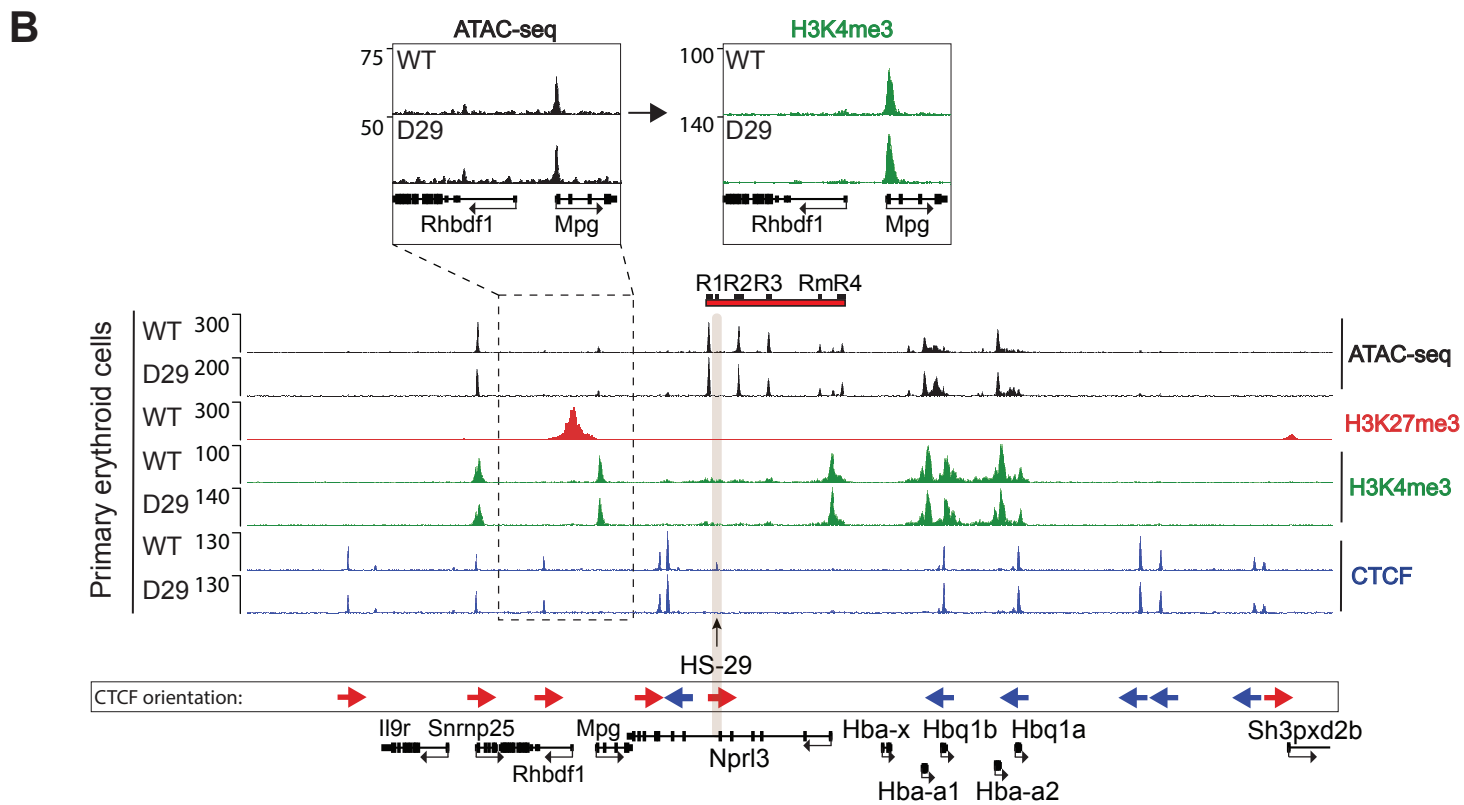 B
ATAC-seq
H3K4me3
75
WT
50
D29
Rhbdf1
Mpg
100
WT
140
D29
Rhbdf1
Mpg
R1R2R3 RmR4
Primary erythroid cells
WT 300
D29 200
ATAC-seq
WT 300
H3K27me3
WT 100
D29 140
H3K4me3
WT 130
D29 130
CTCF
HS-29
CTCF orientation:
Il9r Snrnp25 Mpg Hba-x Hbq1b Hbq1a Sh3pxd2b
Rhbdf1 Nprl3
Hba-a1 Hba-a2